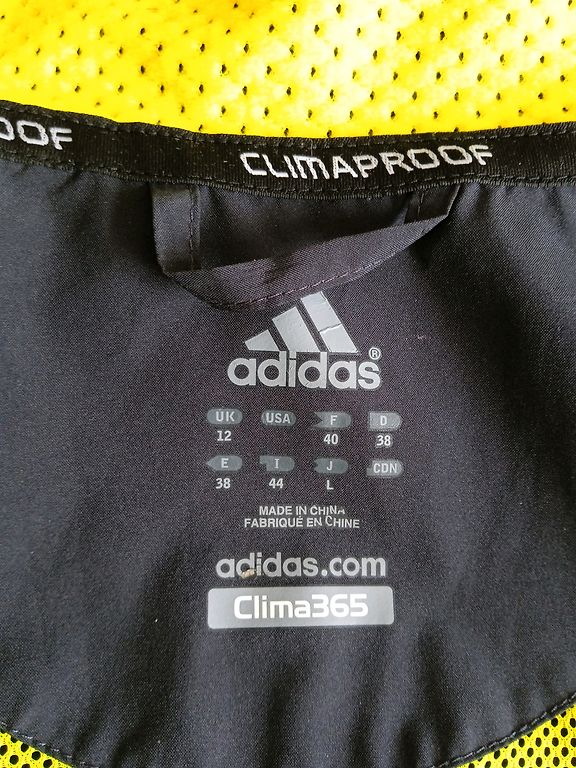 OOF CLIMAPROOF
adidas®
UK USA F D
12 40 38
E I J CDN
38 44 L
MADE IN CHINA
FABRIQUÉ EN CHINE
adidas.com
Clima365